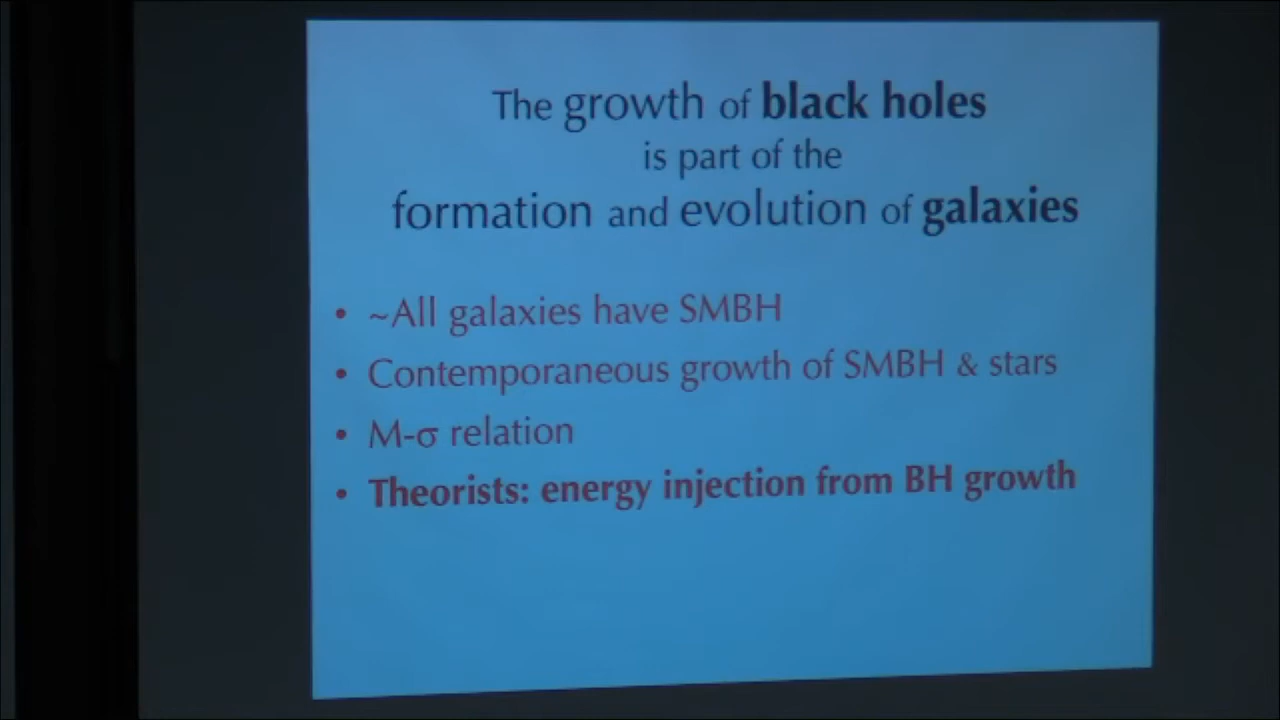 The growth of black holes
is part of the
formation and evolution of galaxies
• ~All galaxies have SMBH
• Contemporaneous growth of SMBH & stars
• M-σ relation
• Theorists: energy injection from BH growth